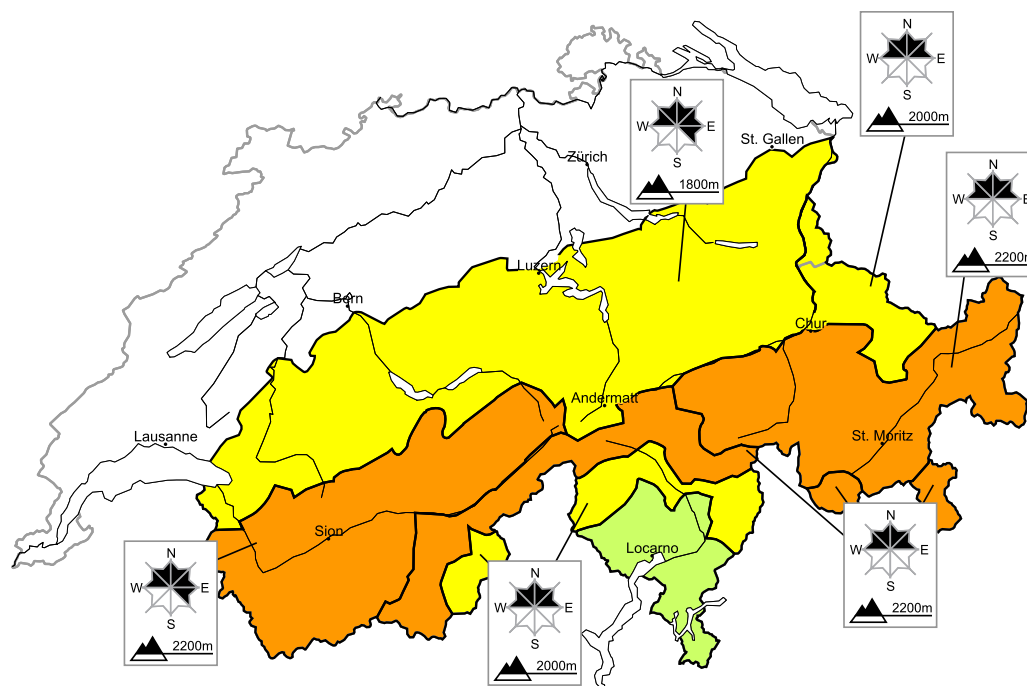 N
W E
S
2000m
N
W E
S
1800m
St. Gallen
Zürich
N
W E
S
2200m
Luzern
Bern
Chur
Andermatt
Lausanne
St. Moritz
Sion
Locarno
N
W E
S
2200m
N
W E
S
2200m
N
W E
S
2000m